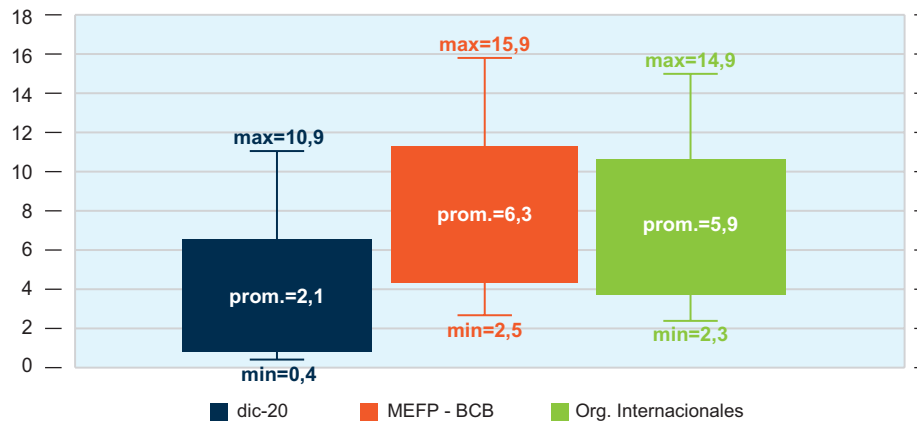 18
16
14
12
10
8
6
4
2
0
max=10,9
prom.=2,1
min=0,4
max=15,9
prom.=6,3
min=2,5
max=14,9
prom.=5,9
min=2,3
dic-20
MEFP - BCB
Org. Internacionales